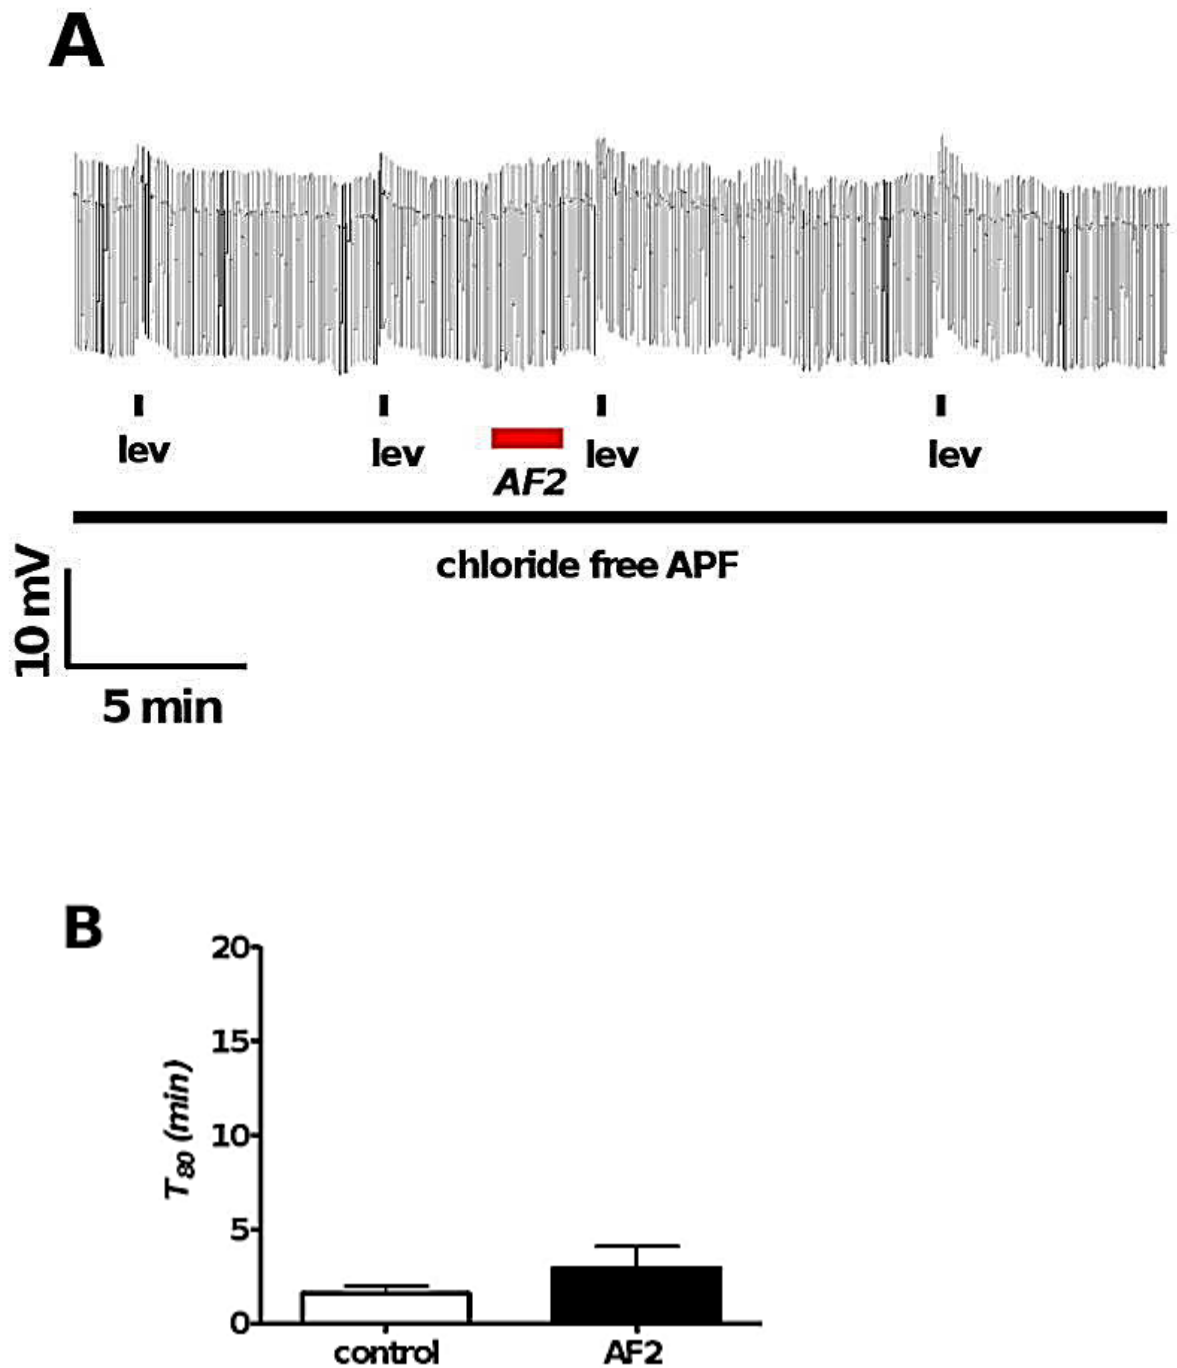 A
lev lev lev lev
AF2
chloride free APF
10 mV
5 min
B
20
15
10
5
0
T80 (min)
control AF2